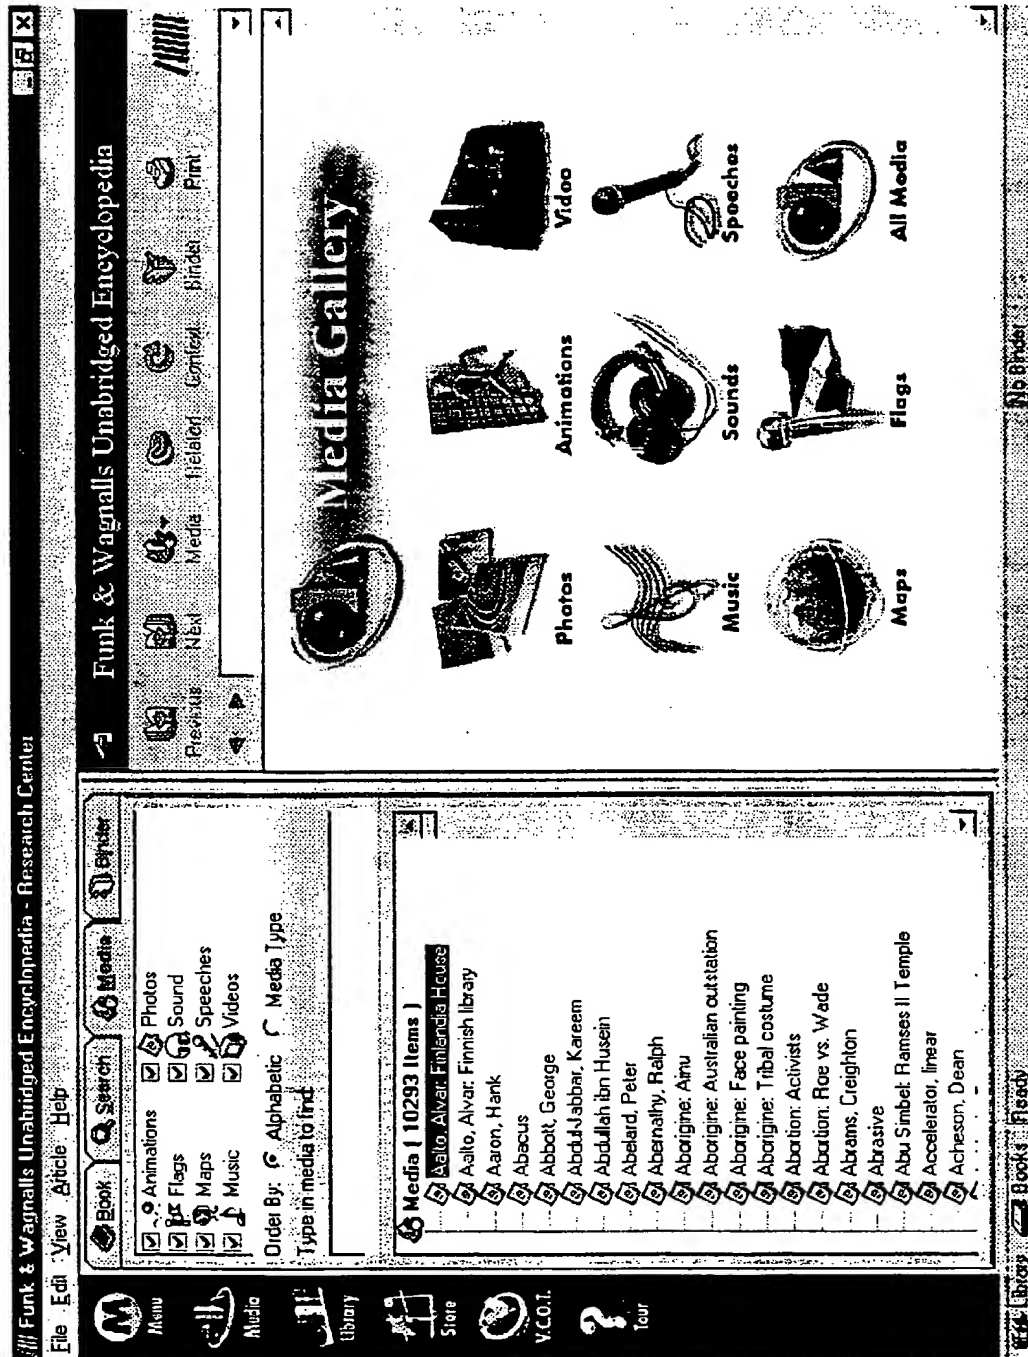 Funk & Wagnalls Unabridged Encyclopedia - Research Center
File Edit View Article Help
Menu
Media
Library
Store
V.C.O.T.
Tour
Book Search Media Binder
Animations Photos
Flags Sound
Maps Speeches
Music Videos
Order By: Alphabetic Media Type
Type in media to find:
Media ( 10293 Items )
Aalto, Alvar: Finlandia House
Aalto, Alvar: Finnish library
Aaron, Hank
Abacus
Abbott, George
Abdul-Jabbar, Kareem
Abdullah ibn Husein
Abelard, Peter
Abernathy, Ralph
Aborigine: Ainu
Aborigine: Australian outstation
Aborigine: Face painting
Aborigine: Tribal costume
Abortion: Activists
Abortion: Roe vs. Wade
Abrams, Creighton
Abrasive
Abu Simbel: Ramses II Temple
Accelerator, linear
Acheson, Dean
Funk & Wagnalls Unabridged Encyclopedia
Previous Next Media Related Context Binder Print
Media Gallery
Photos Animations Video
Music Sounds Speeches
Maps Flags All Media
Library Books Ready No Binder